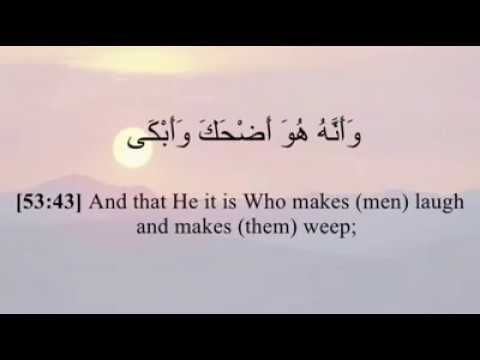 وَأَنَّهُ هُوَ أَضْحَكَ وَأَبْكَى
[53:43] And that He it is Who makes (men) laugh
and makes (them) weep;